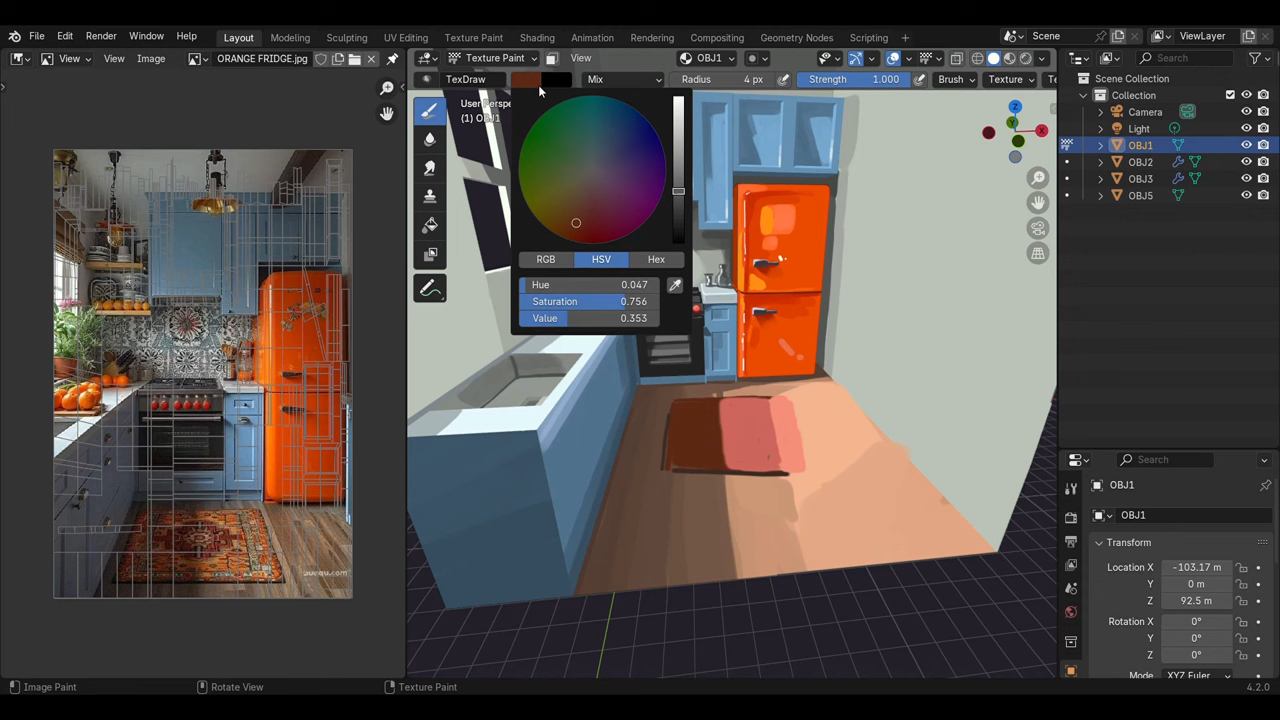 File Edit Render Window Help Layout Modeling Sculpting UV Editing Texture Paint Shading Animation Rendering Compositing Geometry Nodes Scripting + Scene ViewLayer
View View Image ORANGE FRIDGE.jpg Texture Paint View OBJ1 Search
TexDraw Mix Radius 4 px Strength 1.000 Brush Texture Te
Scene Collection
Collection
Camera
Light
OBJ1
OBJ2
OBJ3
OBJ5
User Perspe
(1) OBJ1
Z
Y
X
RGB HSV Hex
Hue 0.047
Saturation 0.756
Value 0.353
Search
OBJ1
OBJ1
Transform
Location X -103.17 m
Y 0 m
Z 92.5 m
Rotation X 0°
Y 0°
Z 0°
Mode XYZ Euler
Image Paint Rotate View Texture Paint 4.2.0